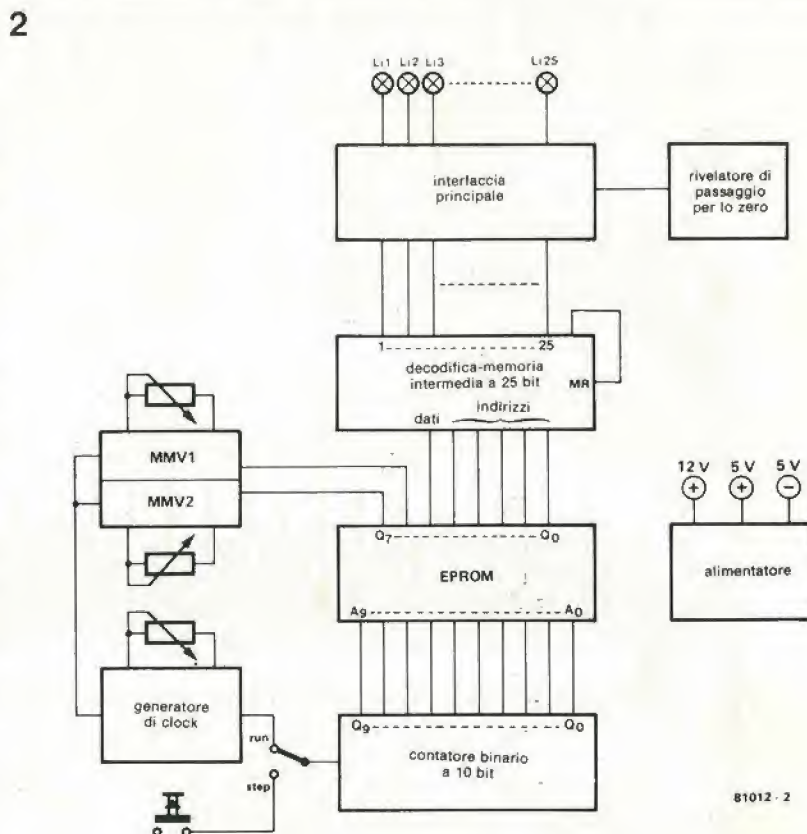 2
Li1 Li2 Li3 Li25
interfaccia
principale
rivelatore di
passaggio
per lo zero
1 25
decodifica-memoria
intermedia a 25 bit
MR
dati indirizzi
MMV1
MMV2
12 V 5 V 5 V
+ + −
Q7 Q0
EPROM
A9 A0
alimentatore
generatore
di clock
run
step
Q9 Q0
contatore binario
a 10 bit
81012 - 2